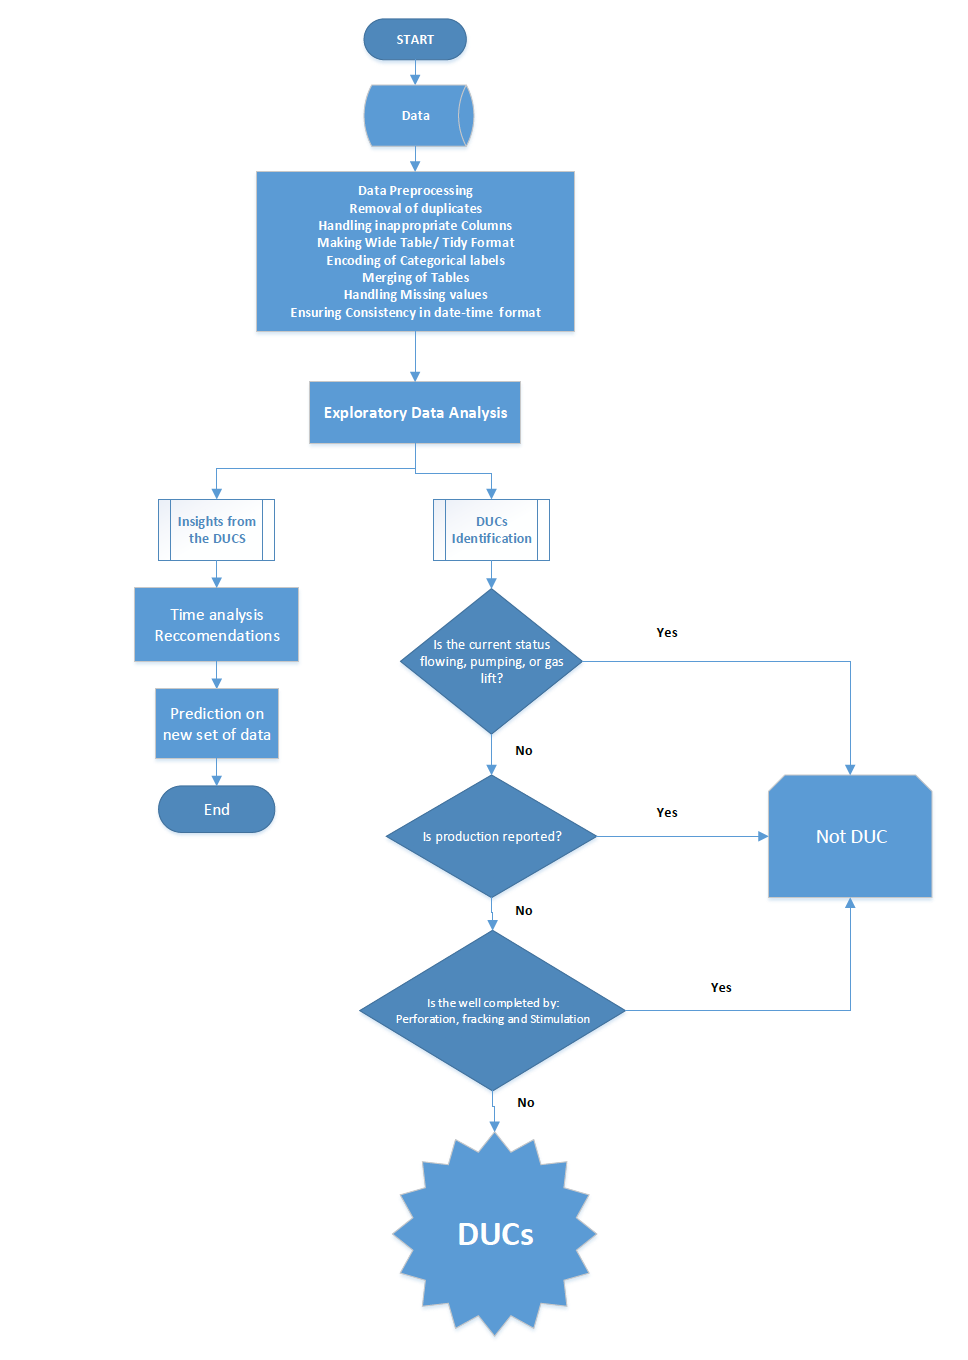 START
Data
Data Preprocessing
Removal of duplicates
Handling inappropriate Columns
Making Wide Table/ Tidy Format
Encoding of Categorical labels
Merging of Tables
Handling Missing values
Ensuring Consistency in date-time format
Exploratory Data Analysis
Insights from
the DUCS
DUCs
Identification
Time analysis
Reccomendations
Prediction on
new set of data
End
Is the current status
flowing, pumping, or gas
lift?
Yes
No
Is production reported?
Yes
Not DUC
No
Is the well completed by:
Perforation, fracking and Stimulation
Yes
No
DUCs